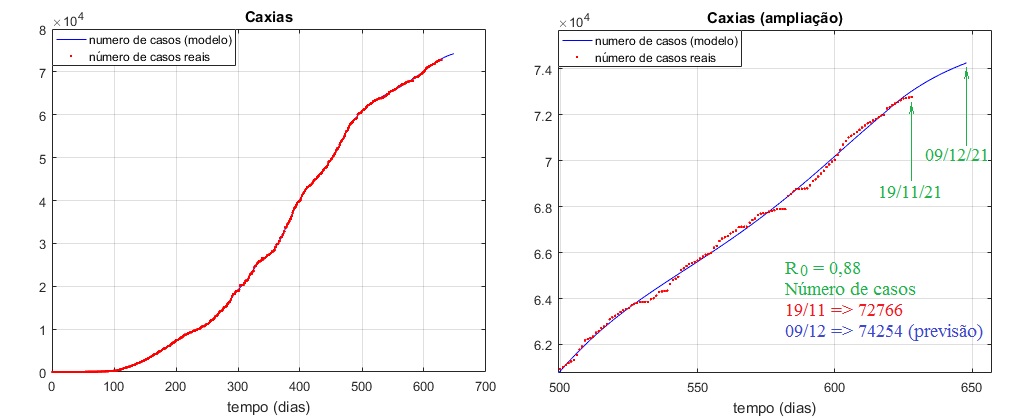 Caxias
×10⁴
numero de casos (modelo)
número de casos reais
8
7
6
5
4
3
2
1
0
0 100 200 300 400 500 600 700
tempo (dias)
Caxias (ampliação)
×10⁴
numero de casos (modelo)
número de casos reais
7.4
7.2
7
6.8
6.6
6.4
6.2
09/12/21
19/11/21
R0 = 0,88
Número de casos
19/11 => 72766
09/12 => 74254 (previsão)
500 550 600 650
tempo (dias)